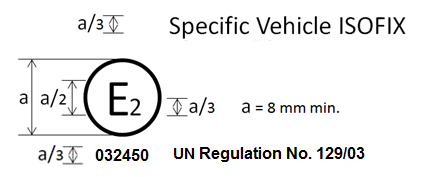 a/3 Specific Vehicle ISOFIX
a a/2 E2 a/3 a = 8 mm min.
a/3 032450 UN Regulation No. 129/03